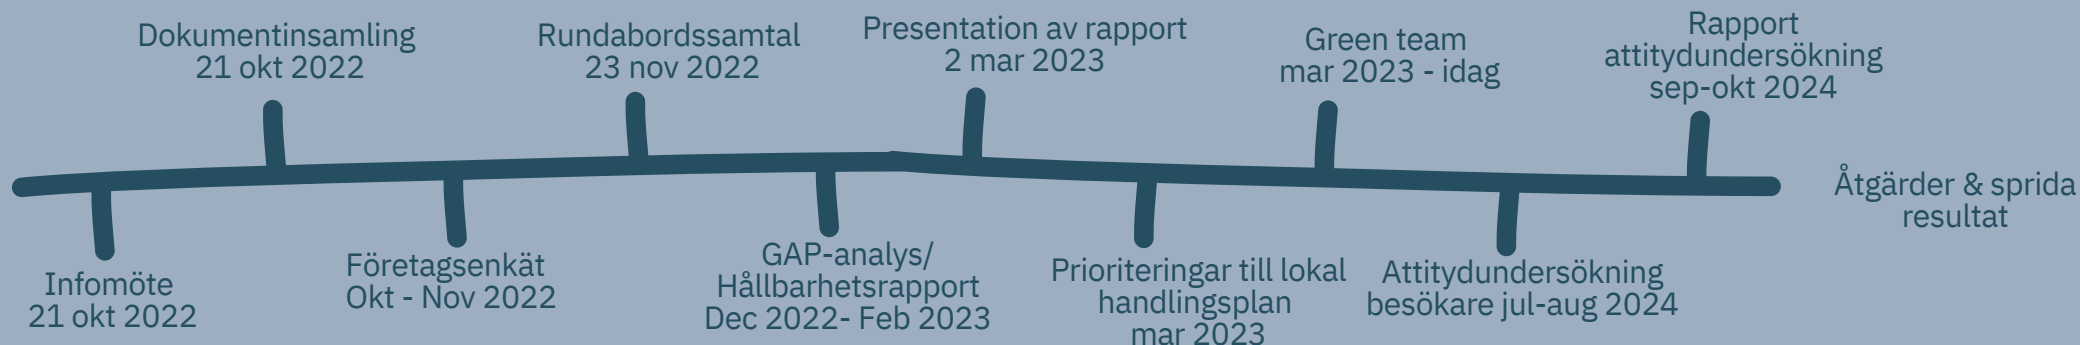 Infomöte
21 okt 2022
Dokumentinsamling
21 okt 2022
Företagsenkät
Okt - Nov 2022
Rundabordssamtal
23 nov 2022
GAP-analys/
Hållbarhetsrapport
Dec 2022- Feb 2023
Presentation av rapport
2 mar 2023
Prioriteringar till lokal
handlingsplan
mar 2023
Green team
mar 2023 - idag
Attitydundersökning
besökare jul-aug 2024
Rapport
attitydundersökning
sep-okt 2024
Åtgärder & sprida
resultat